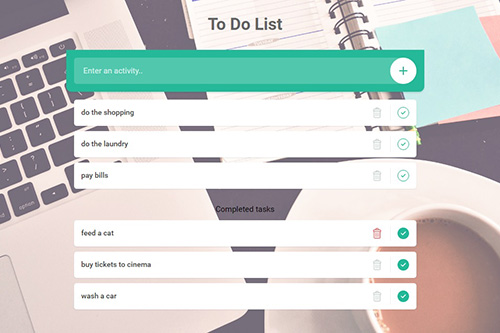 To Do List
Enter an activity..
do the shopping
do the laundry
pay bills
Completed tasks
feed a cat
buy tickets to cinema
wash a car